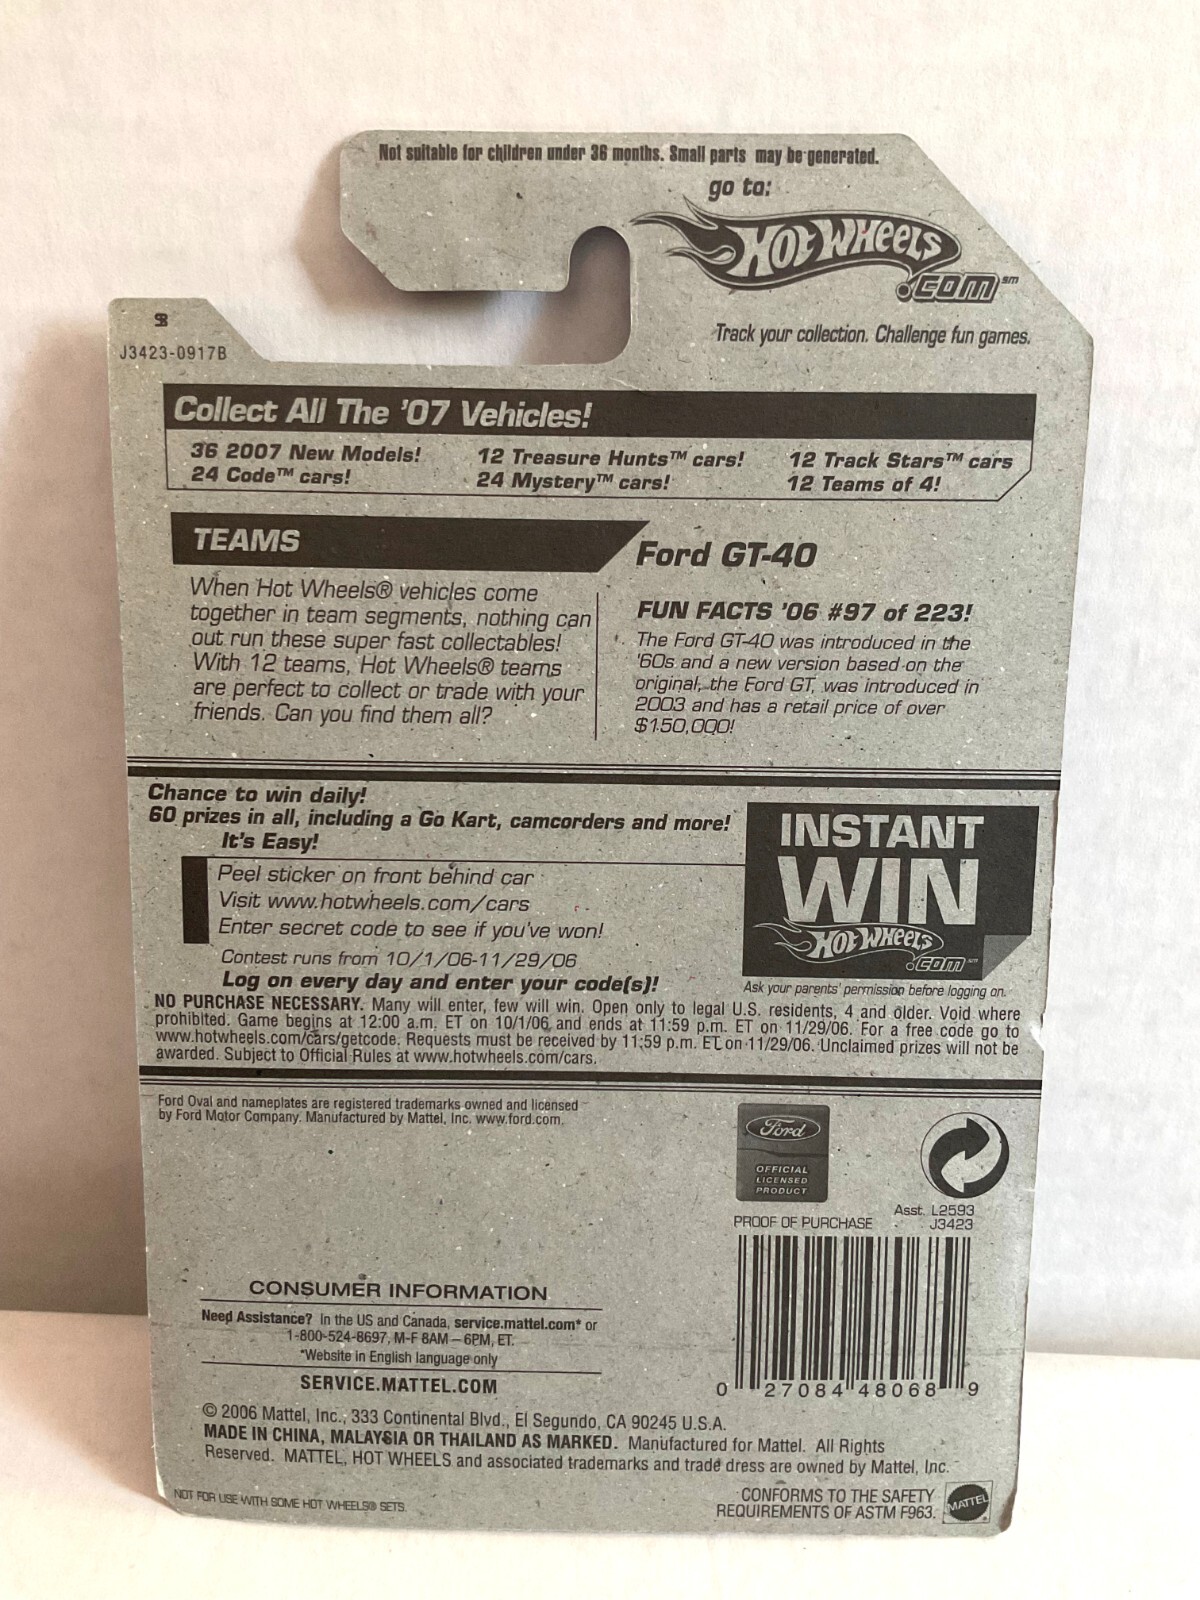 Not suitable for children under 36 months. Small parts may be generated.
go to:
HOT WHEELS
.COM℠
Track your collection. Challenge fun games.
SB
J3423-0917B
Collect All The '07 Vehicles!
36 2007 New Models!
24 Code™ cars!
12 Treasure Hunts™ cars!
24 Mystery™ cars!
12 Track Stars™ cars
12 Teams of 4!
TEAMS
When Hot Wheels® vehicles come
together in team segments, nothing can
out run these super fast collectables!
With 12 teams, Hot Wheels® teams
are perfect to collect or trade with your
friends. Can you find them all?
Ford GT-40
FUN FACTS '06 #97 of 223!
The Ford GT-40 was introduced in the
'60s and a new version based on the
original, the Ford GT, was introduced in
2003 and has a retail price of over
$150,000!
Chance to win daily!
60 prizes in all, including a Go Kart, camcorders and more!
It's Easy!
Peel sticker on front behind car
Visit www.hotwheels.com/cars
Enter secret code to see if you've won!
Contest runs from 10/1/06-11/29/06
Log on every day and enter your code(s)!
INSTANT
WIN
HOT WHEELS
.COM℠
Ask your parents' permission before logging on.
NO PURCHASE NECESSARY. Many will enter, few will win. Open only to legal U.S. residents, 4 and older. Void where
prohibited. Game begins at 12:00 a.m. ET on 10/1/06 and ends at 11:59 p.m. ET on 11/29/06. For a free code go to
www.hotwheels.com/cars/getcode. Requests must be received by 11:59 p.m. ET on 11/29/06. Unclaimed prizes will not be
awarded. Subject to Official Rules at www.hotwheels.com/cars.
Ford Oval and nameplates are registered trademarks owned and licensed
by Ford Motor Company. Manufactured by Mattel, Inc. www.ford.com.
Ford
OFFICIAL
LICENSED
PRODUCT
Asst. L2593
PROOF OF PURCHASE J3423
0 27084 48068 9
CONSUMER INFORMATION
Need Assistance? In the US and Canada, service.mattel.com* or
1-800-524-8697, M-F 8AM – 6PM, ET.
*Website in English language only
SERVICE.MATTEL.COM
© 2006 Mattel, Inc., 333 Continental Blvd., El Segundo, CA 90245 U.S.A.
MADE IN CHINA, MALAYSIA OR THAILAND AS MARKED. Manufactured for Mattel. All Rights
Reserved. MATTEL, HOT WHEELS and associated trademarks and trade dress are owned by Mattel, Inc.
NOT FOR USE WITH SOME HOT WHEELS® SETS.
CONFORMS TO THE SAFETY
REQUIREMENTS OF ASTM F963.
MATTEL